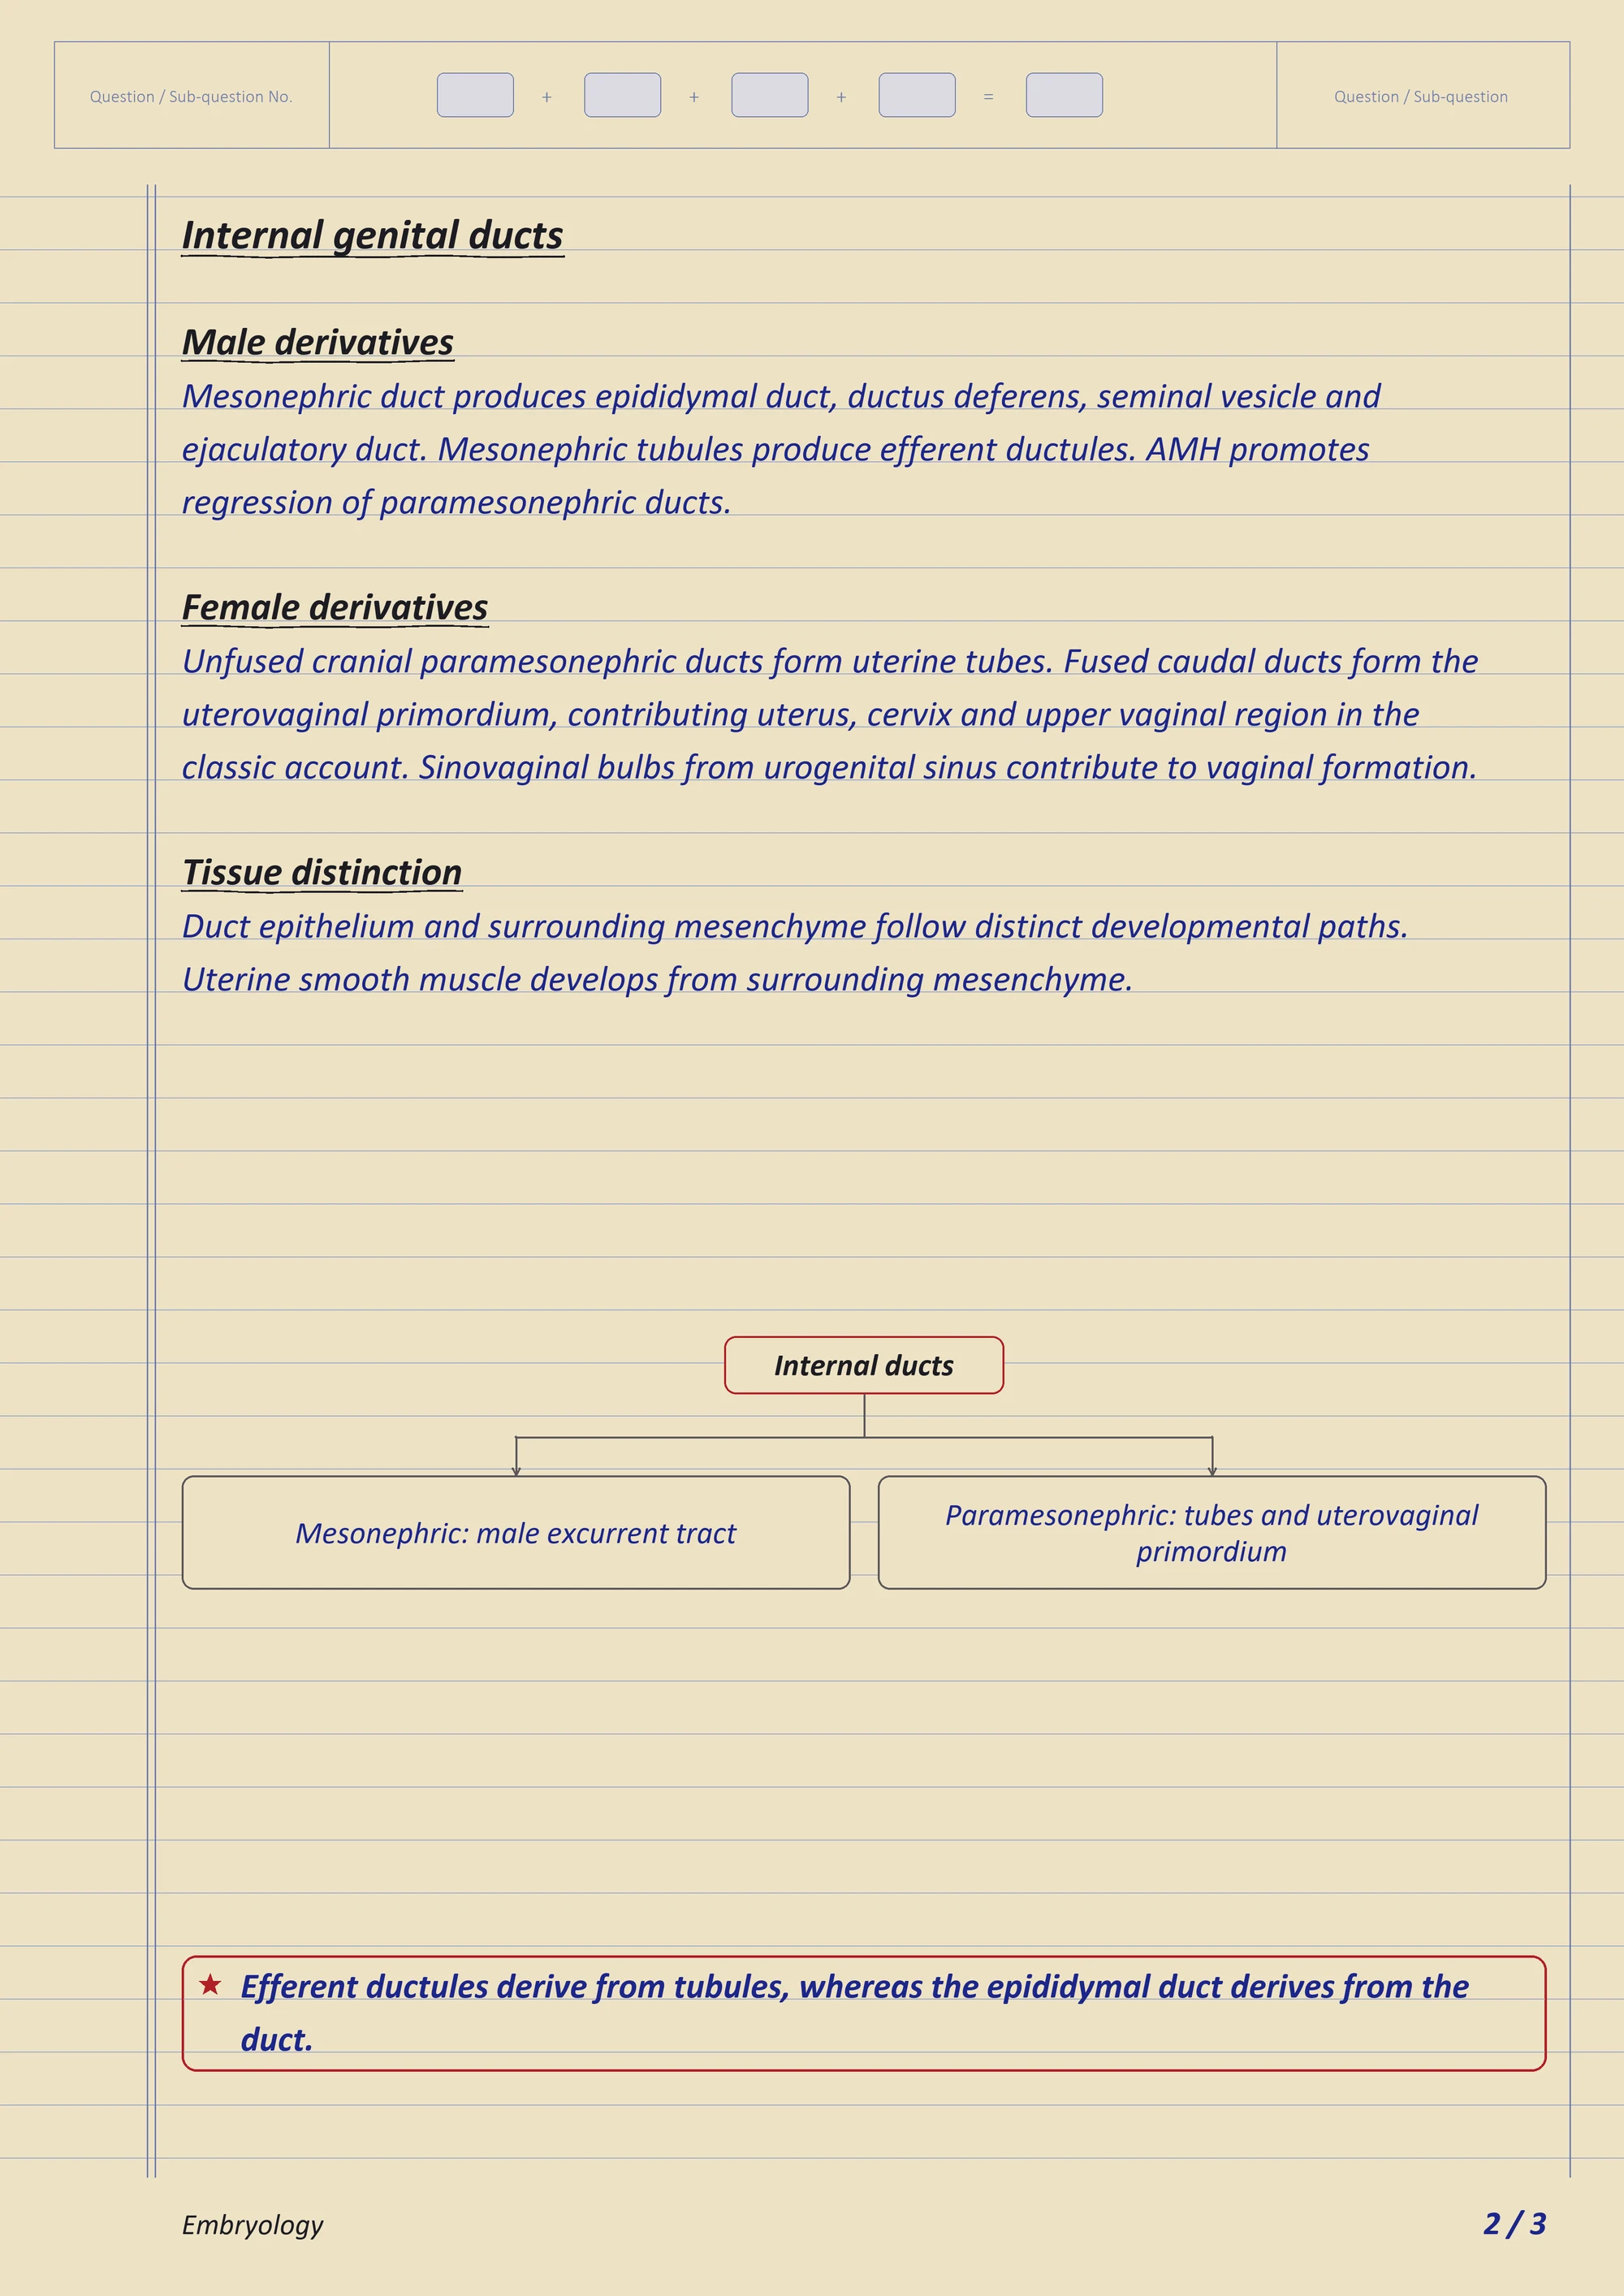 Question / Sub-question No.
+ + + =
Question / Sub-question
Internal genital ducts
Male derivatives
Mesonephric duct produces epididymal duct, ductus deferens, seminal vesicle and
ejaculatory duct. Mesonephric tubules produce efferent ductules. AMH promotes
regression of paramesonephric ducts.
Female derivatives
Unfused cranial paramesonephric ducts form uterine tubes. Fused caudal ducts form the
uterovaginal primordium, contributing uterus, cervix and upper vaginal region in the
classic account. Sinovaginal bulbs from urogenital sinus contribute to vaginal formation.
Tissue distinction
Duct epithelium and surrounding mesenchyme follow distinct developmental paths.
Uterine smooth muscle develops from surrounding mesenchyme.
Internal ducts
Mesonephric: male excurrent tract
Paramesonephric: tubes and uterovaginal
primordium
★ Efferent ductules derive from tubules, whereas the epididymal duct derives from the
duct.
Embryology
2 / 3